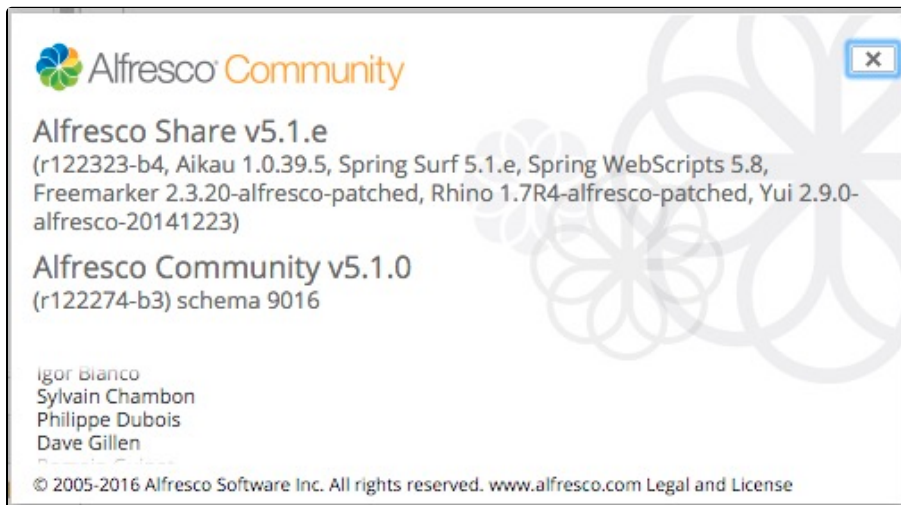 Alfresco Community
Alfresco Share v5.1.e
(r122323-b4, Aikau 1.0.39.5, Spring Surf 5.1.e, Spring WebScripts 5.8,
Freemarker 2.3.20-alfresco-patched, Rhino 1.7R4-alfresco-patched, Yui 2.9.0-
alfresco-20141223)
Alfresco Community v5.1.0
(r122274-b3) schema 9016
Igor Blanco
Sylvain Chambon
Philippe Dubois
Dave Gillen
© 2005-2016 Alfresco Software Inc. All rights reserved. www.alfresco.com Legal and License